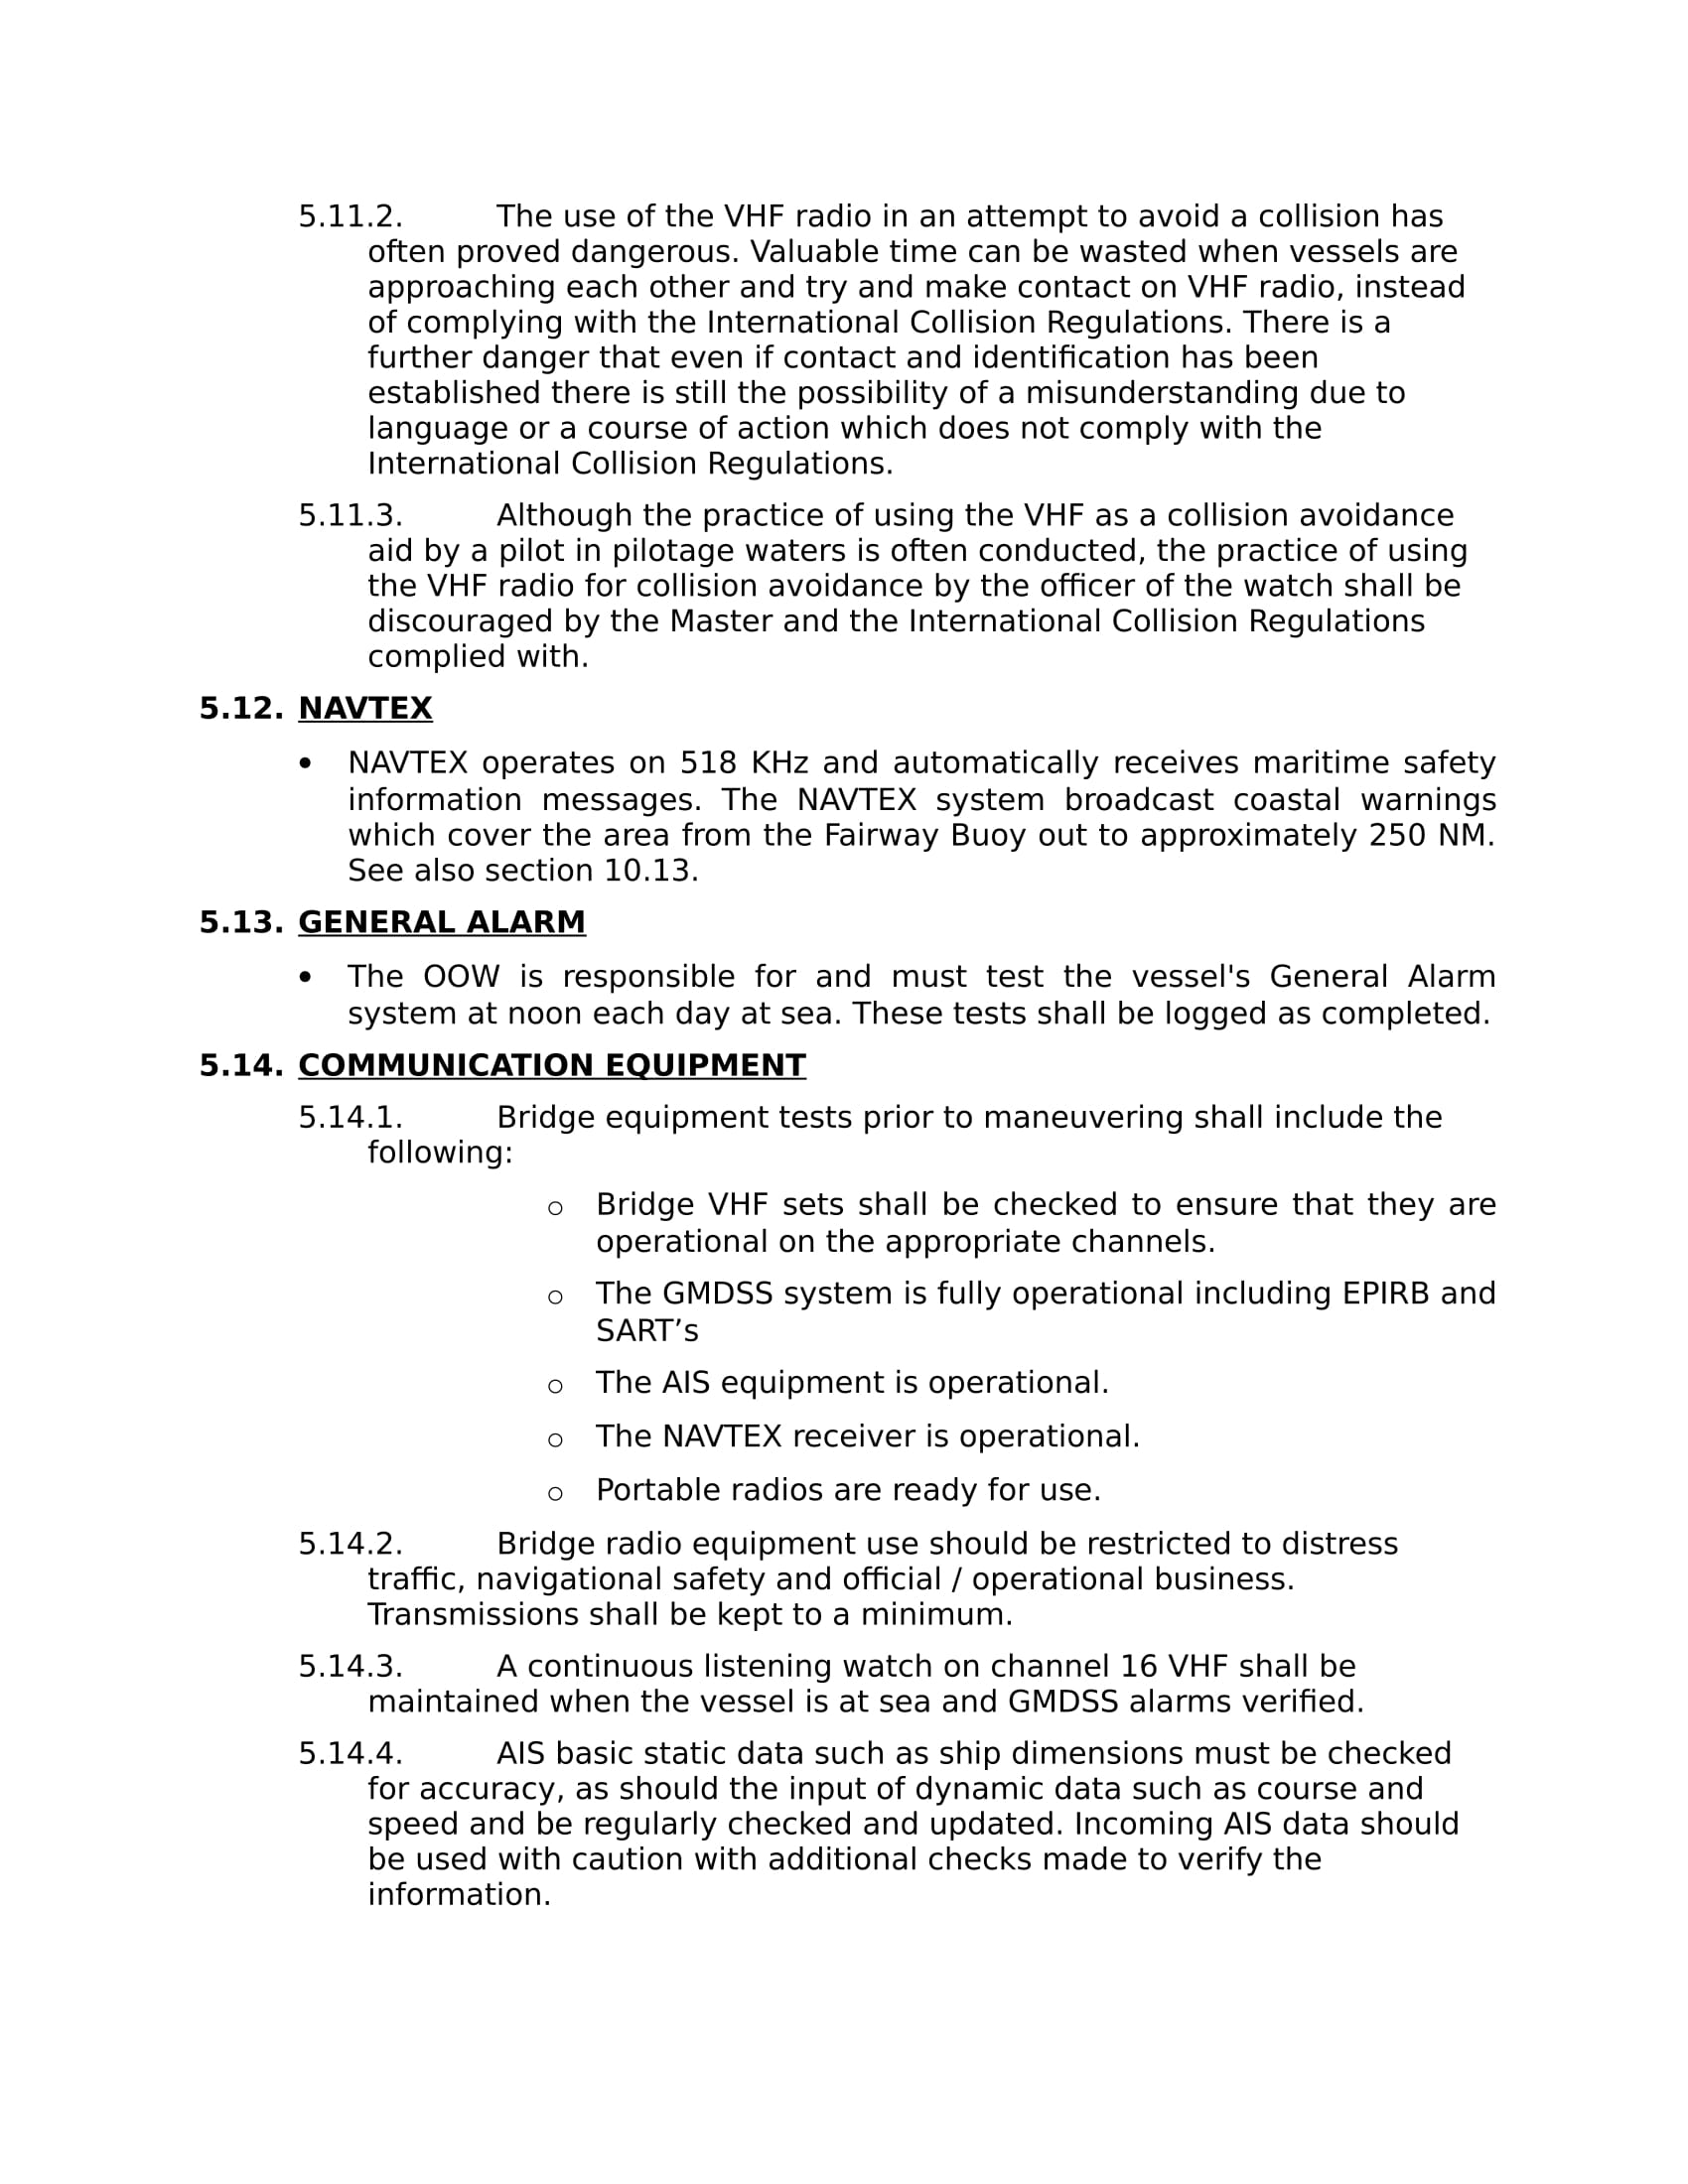 5.11.2. The use of the VHF radio in an attempt to avoid a collision has
often proved dangerous. Valuable time can be wasted when vessels are
approaching each other and try and make contact on VHF radio, instead
of complying with the International Collision Regulations. There is a
further danger that even if contact and identification has been
established there is still the possibility of a misunderstanding due to
language or a course of action which does not comply with the
International Collision Regulations.
5.11.3. Although the practice of using the VHF as a collision avoidance
aid by a pilot in pilotage waters is often conducted, the practice of using
the VHF radio for collision avoidance by the officer of the watch shall be
discouraged by the Master and the International Collision Regulations
complied with.
5.12. NAVTEX
• NAVTEX operates on 518 KHz and automatically receives maritime safety
information messages. The NAVTEX system broadcast coastal warnings
which cover the area from the Fairway Buoy out to approximately 250 NM.
See also section 10.13.
5.13. GENERAL ALARM
• The OOW is responsible for and must test the vessel's General Alarm
system at noon each day at sea. These tests shall be logged as completed.
5.14. COMMUNICATION EQUIPMENT
5.14.1. Bridge equipment tests prior to maneuvering shall include the
following:
○ Bridge VHF sets shall be checked to ensure that they are
operational on the appropriate channels.
○ The GMDSS system is fully operational including EPIRB and
SART’s
○ The AIS equipment is operational.
○ The NAVTEX receiver is operational.
○ Portable radios are ready for use.
5.14.2. Bridge radio equipment use should be restricted to distress
traffic, navigational safety and official / operational business.
Transmissions shall be kept to a minimum.
5.14.3. A continuous listening watch on channel 16 VHF shall be
maintained when the vessel is at sea and GMDSS alarms verified.
5.14.4. AIS basic static data such as ship dimensions must be checked
for accuracy, as should the input of dynamic data such as course and
speed and be regularly checked and updated. Incoming AIS data should
be used with caution with additional checks made to verify the
information.